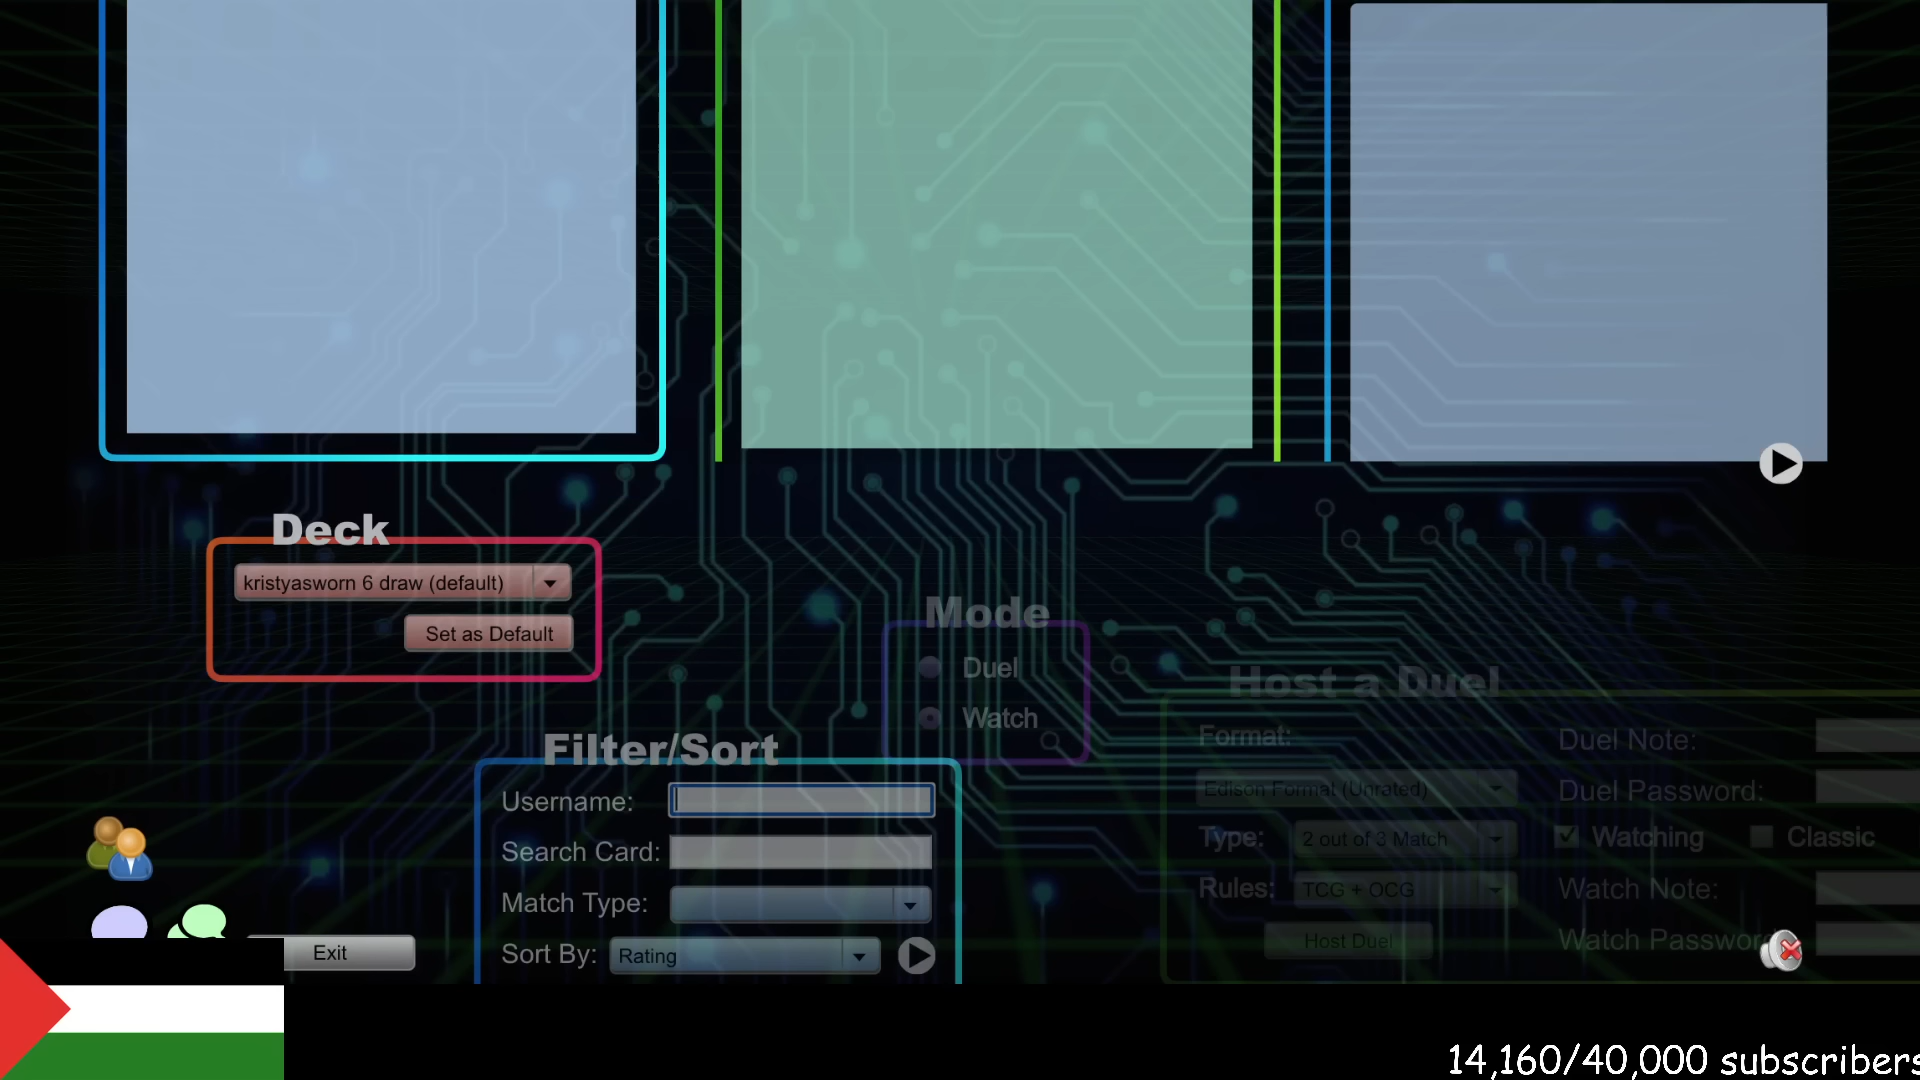 Deck
kristyasworn 6 draw (default)
Set as Default
Mode
Duel
Watch
Filter/Sort
Username:
Search Card:
Match Type:
Sort By: Rating
Host a Duel
Format:
Edison Format (Unrated)
Type: 2 out of 3 Match
Rules: TCG + OCG
Host Duel
Duel Note:
Duel Password:
Watching Classic
Watch Note:
Watch Password
Exit
14,160/40,000 subscribers